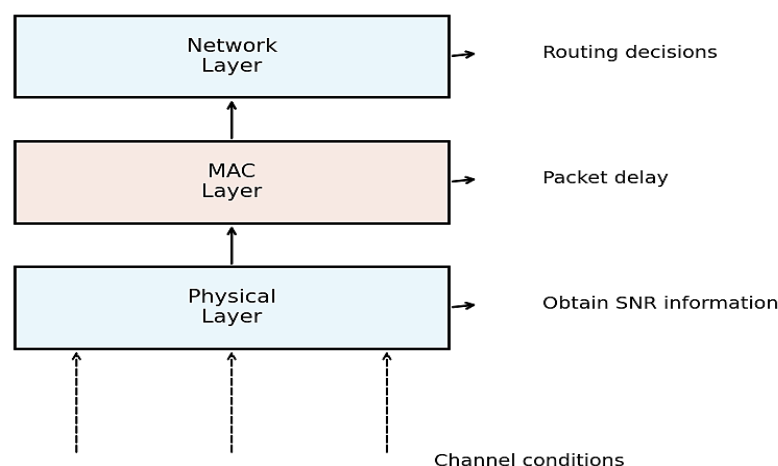 Network
Layer
Routing decisions
MAC
Layer
Packet delay
Physical
Layer
Obtain SNR information
Channel conditions